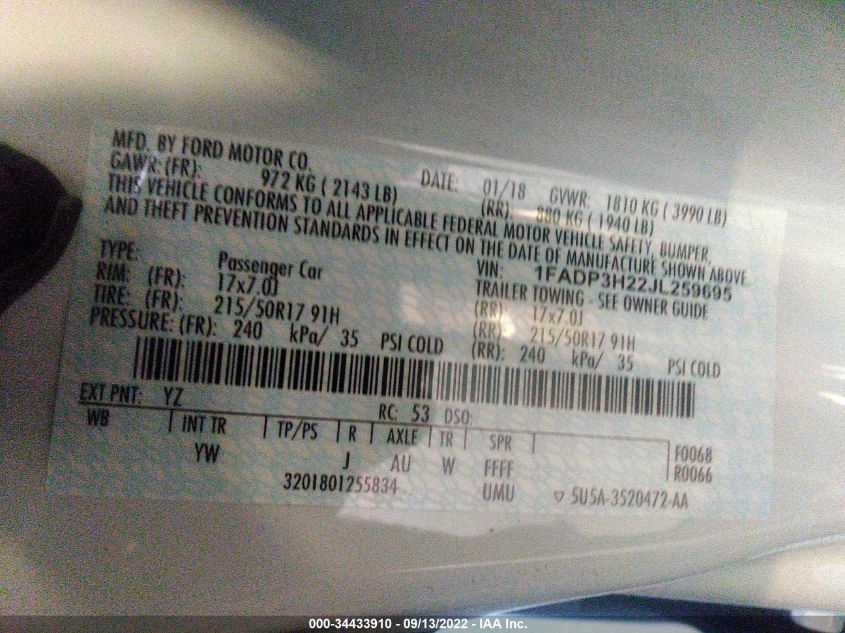 MFD. BY FORD MOTOR CO.
DATE: 01/18 GVWR: 1810 KG ( 3990 LB)
GAWR: (FR): 972 KG ( 2143 LB) (RR): 880 KG ( 1940 LB)
THIS VEHICLE CONFORMS TO ALL APPLICABLE FEDERAL MOTOR VEHICLE SAFETY, BUMPER,
AND THEFT PREVENTION STANDARDS IN EFFECT ON THE DATE OF MANUFACTURE SHOWN ABOVE.
VIN: 1FADP3H22JL259695
TYPE: Passenger Car TRAILER TOWING - SEE OWNER GUIDE
RIM: (FR): 17x7.0J (RR): 17x7.0J
TIRE: (FR): 215/50R17 91H (RR): 215/50R17 91H
PRESSURE: (FR): 240 kPa/ 35 PSI COLD (RR): 240 kPa/ 35 PSI COLD
EXT PNT: YZ RC: 53 DSO:
WB INT TR TP/PS R AXLE TR SPR F0068
YW J AU W FFFF R0066
3201801255834 UMU ▽ 5U5A-3520472-AA
000-34433910 - 09/13/2022 - IAA Inc.